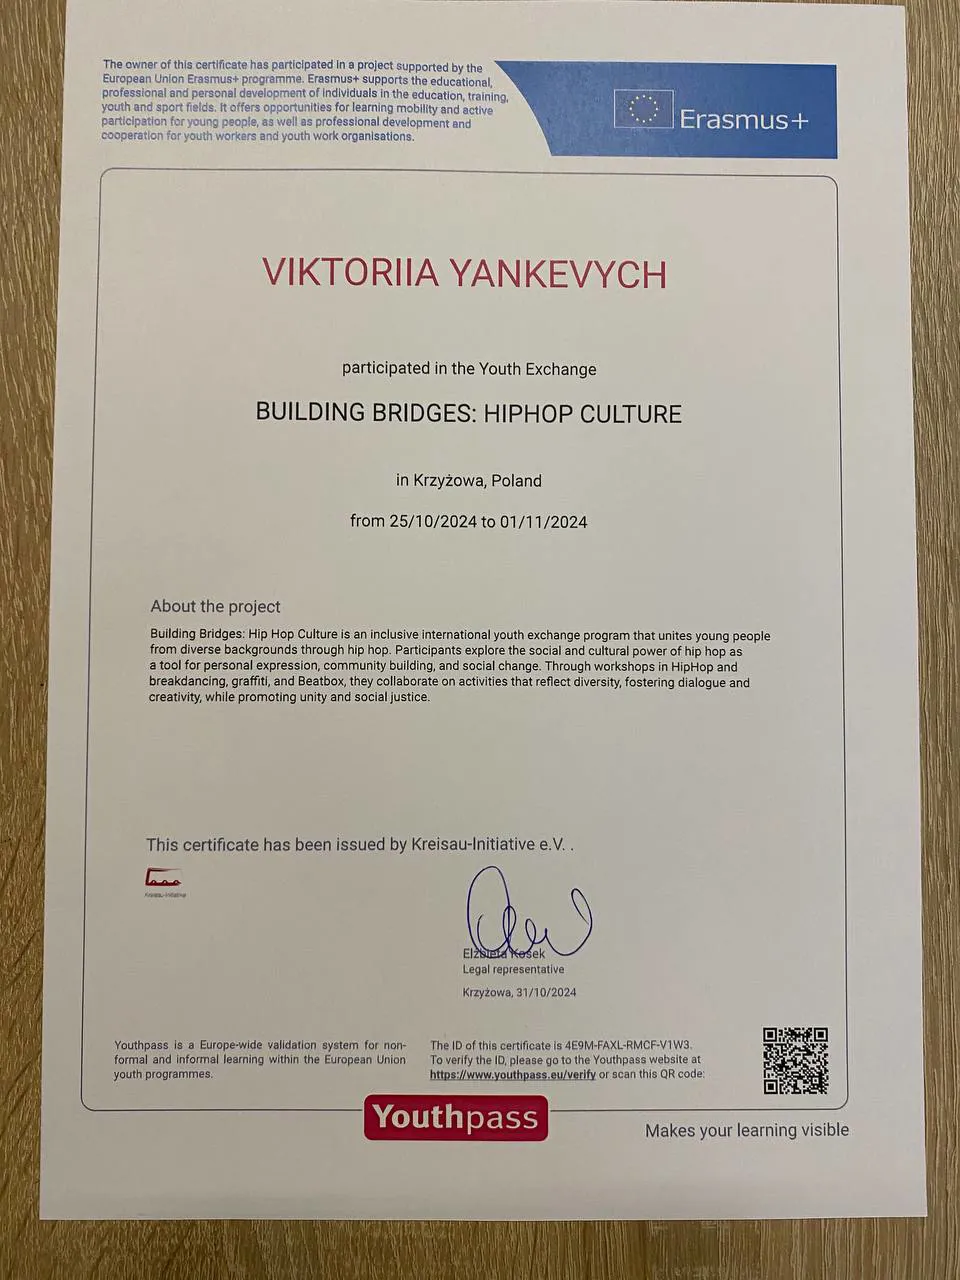 The owner of this certificate has participated in a project supported by the
European Union Erasmus+ programme. Erasmus+ supports the educational,
professional and personal development of individuals in the education, training,
youth and sport fields. It offers opportunities for learning mobility and active
participation for young people, as well as professional development and
cooperation for youth workers and youth work organisations.
Erasmus+
VIKTORIIA YANKEVYCH
participated in the Youth Exchange
BUILDING BRIDGES: HIPHOP CULTURE
in Krzyżowa, Poland
from 25/10/2024 to 01/11/2024
About the project
Building Bridges: Hip Hop Culture is an inclusive international youth exchange program that unites young people
from diverse backgrounds through hip hop. Participants explore the social and cultural power of hip hop as
a tool for personal expression, community building, and social change. Through workshops in HipHop and
breakdancing, graffiti, and Beatbox, they collaborate on activities that reflect diversity, fostering dialogue and
creativity, while promoting unity and social justice.
This certificate has been issued by Kreisau-Initiative e.V. .
Kreisau-Initiative
Elżbieta Kosek
Legal representative
Krzyżowa, 31/10/2024
Youthpass is a Europe-wide validation system for non-
formal and informal learning within the European Union
youth programmes.
The ID of this certificate is 4E9M-FAXL-RMCF-V1W3.
To verify the ID, please go to the Youthpass website at
https://www.youthpass.eu/verify or scan this QR code:
Youthpass
Makes your learning visible